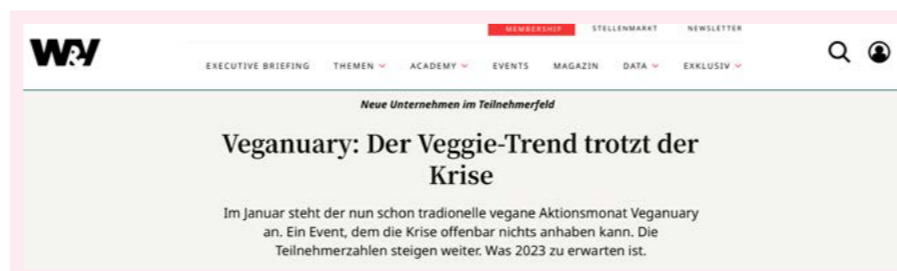 MEMBERSHIP STELLENMARKT NEWSLETTER
W&V
EXECUTIVE BRIEFING THEMEN ACADEMY EVENTS MAGAZIN DATA EXKLUSIV
Neue Unternehmen im Teilnehmerfeld
Veganuary: Der Veggie-Trend trotzt der
Krise
Im Januar steht der nun schon tradionelle vegane Aktionsmonat Veganuary
an. Ein Event, dem die Krise offenbar nichts anhaben kann. Die
Teilnehmerzahlen steigen weiter. Was 2023 zu erwarten ist.